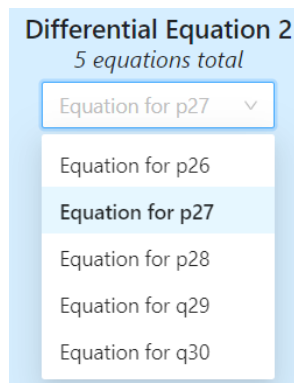 Differential Equation 2
5 equations total
Equation for p27
Equation for p26
Equation for p27
Equation for p28
Equation for q29
Equation for q30